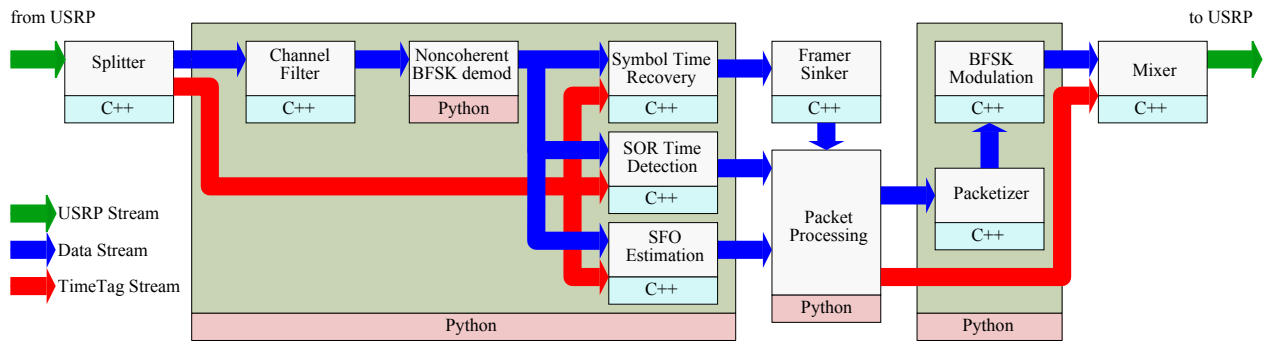 from USRP
to USRP
Splitter
C++
Channel
Filter
C++
Noncoherent
BFSK demod
Python
Symbol Time
Recovery
C++
SOR Time
Detection
C++
SFO
Estimation
C++
Python
Framer
Sinker
C++
Packet
Processing
Python
BFSK
Modulation
C++
Packetizer
C++
Python
Mixer
C++
USRP Stream
Data Stream
TimeTag Stream